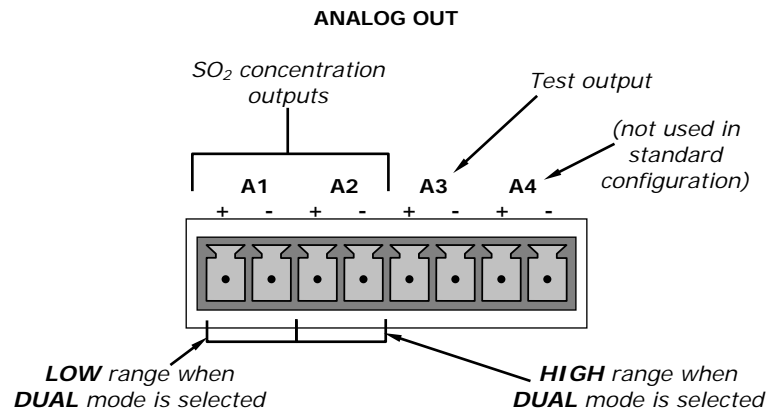 ANALOG OUT
SO₂ concentration
outputs
Test output
(not used in
standard
configuration)
A1 A2 A3 A4
+ - + - + - + -
LOW range when
DUAL mode is selected
HIGH range when
DUAL mode is selected